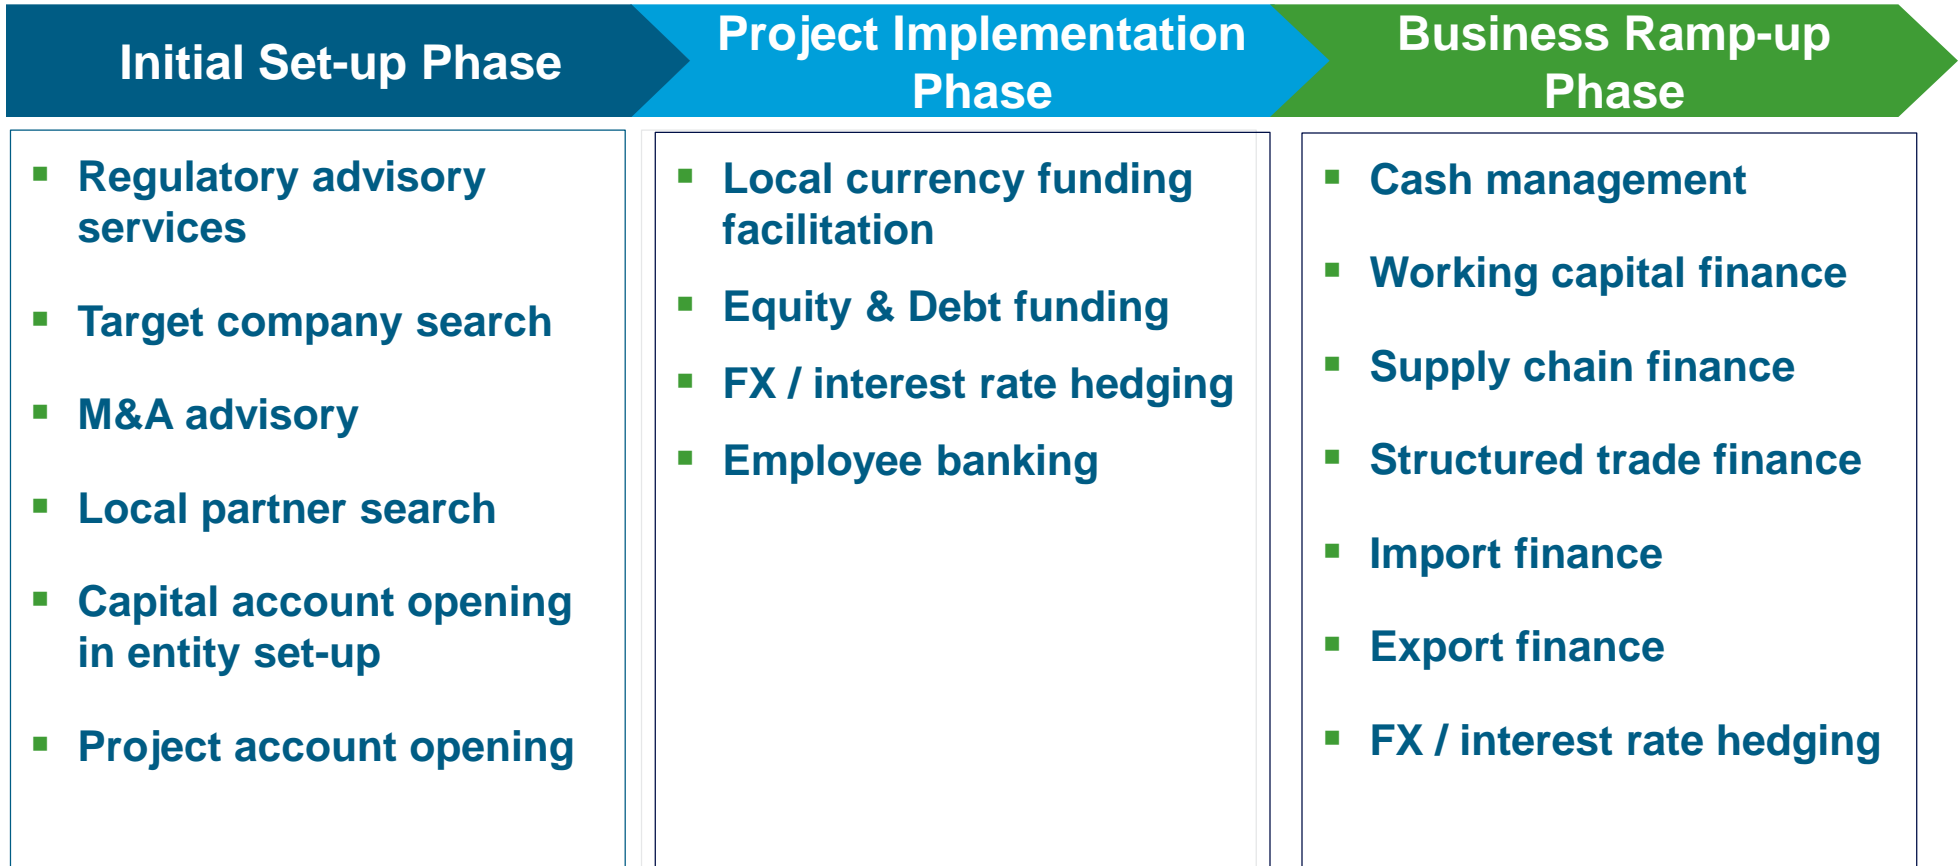 Initial Set-up Phase
Project Implementation
Phase
Business Ramp-up
Phase
▪ Regulatory advisory
services
▪ Target company search
▪ M&A advisory
▪ Local partner search
▪ Capital account opening
in entity set-up
▪ Project account opening
▪ Local currency funding
facilitation
▪ Equity & Debt funding
▪ FX / interest rate hedging
▪ Employee banking
▪ Cash management
▪ Working capital finance
▪ Supply chain finance
▪ Structured trade finance
▪ Import finance
▪ Export finance
▪ FX / interest rate hedging